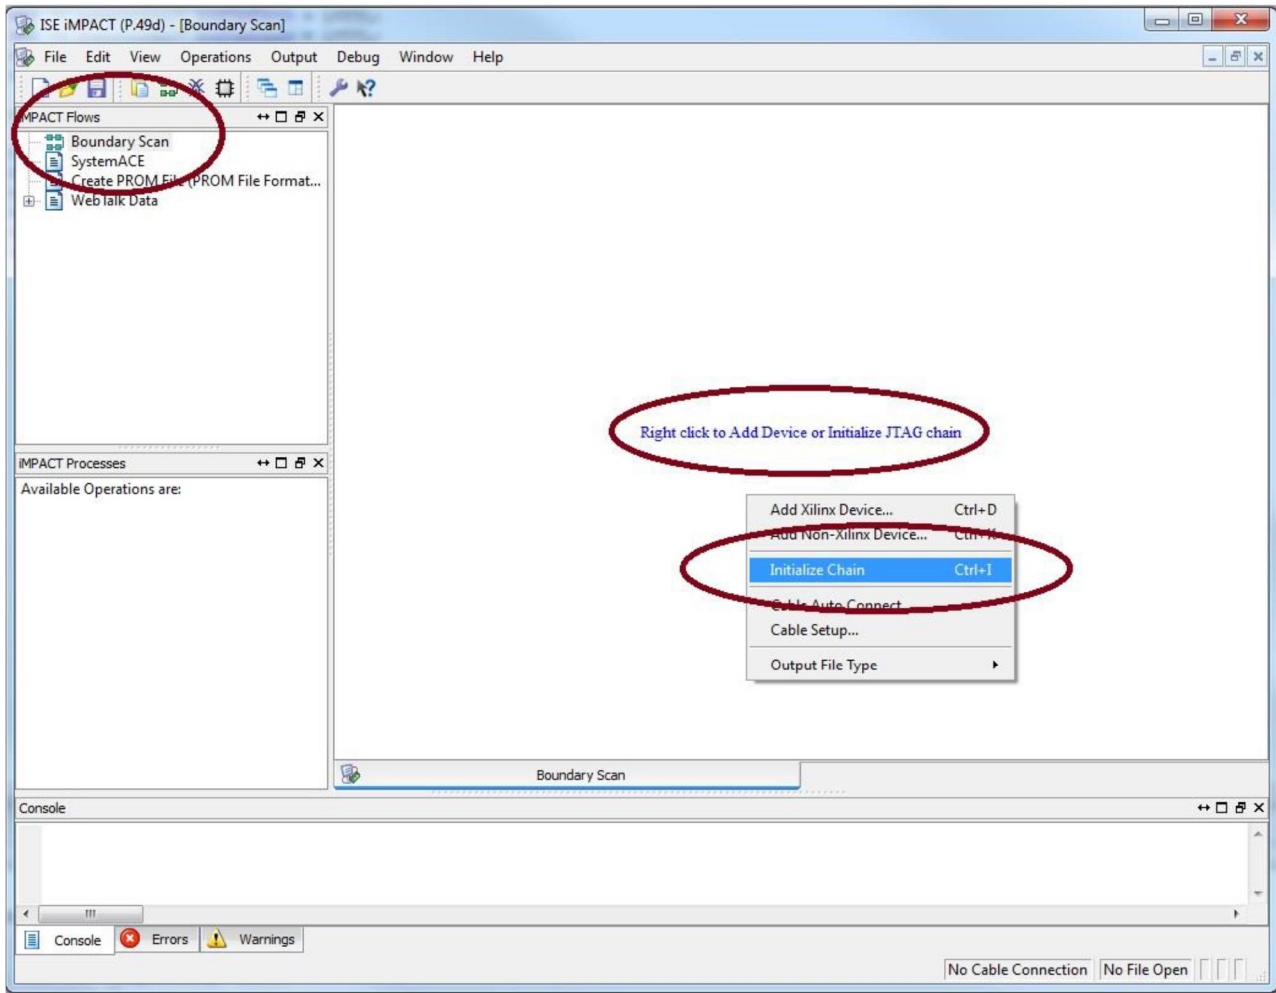 ISE iMPACT (P.49d) - [Boundary Scan]
File Edit View Operations Output Debug Window Help
iMPACT Flows
Boundary Scan
SystemACE
Create PROM File (PROM File Format...
WebTalk Data
Right click to Add Device or Initialize JTAG chain
iMPACT Processes
Available Operations are:
Add Xilinx Device... Ctrl+D
Add Non-Xilinx Device... Ctrl+K
Initialize Chain Ctrl+I
Cable Auto Connect
Cable Setup...
Output File Type
Boundary Scan
Console
Console Errors Warnings
No Cable Connection No File Open